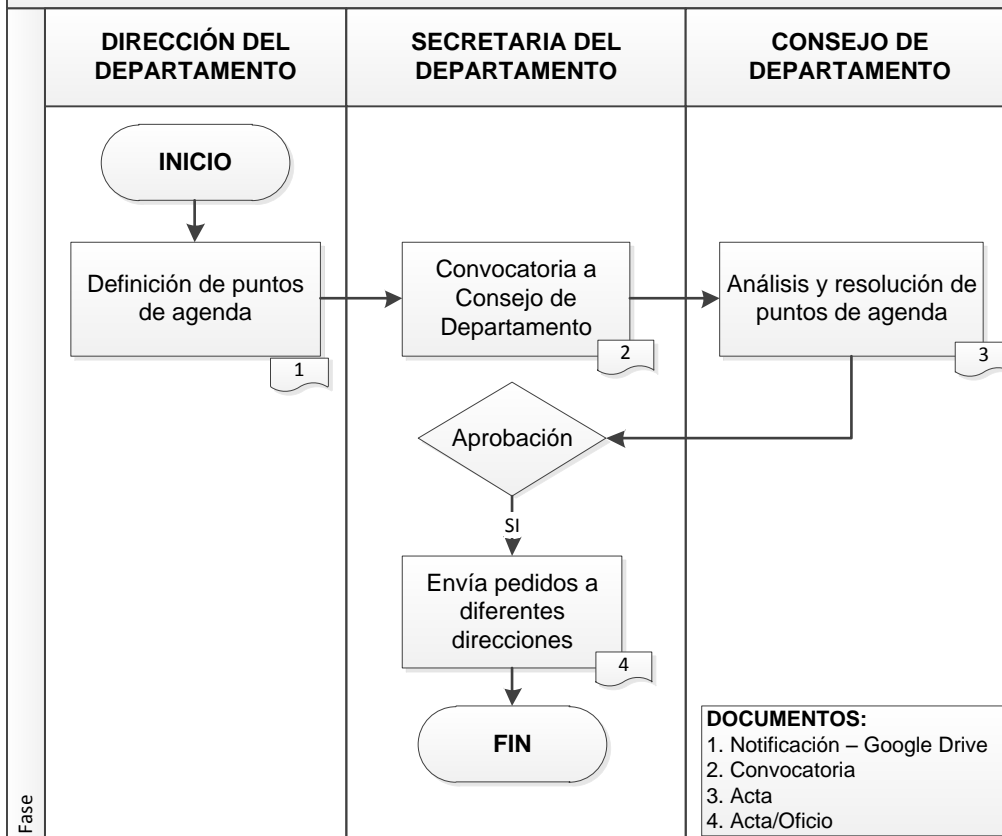 DIRECCIÓN DEL
DEPARTAMENTO
SECRETARIA DEL
DEPARTAMENTO
CONSEJO DE
DEPARTAMENTO
INICIO
Definición de puntos
de agenda
1
Convocatoria a
Consejo de
Departamento
2
Análisis y resolución de
puntos de agenda
3
Aprobación
SI
Envía pedidos a
diferentes
direcciones
4
FIN
DOCUMENTOS:
1. Notificación – Google Drive
2. Convocatoria
3. Acta
4. Acta/Oficio
Fase